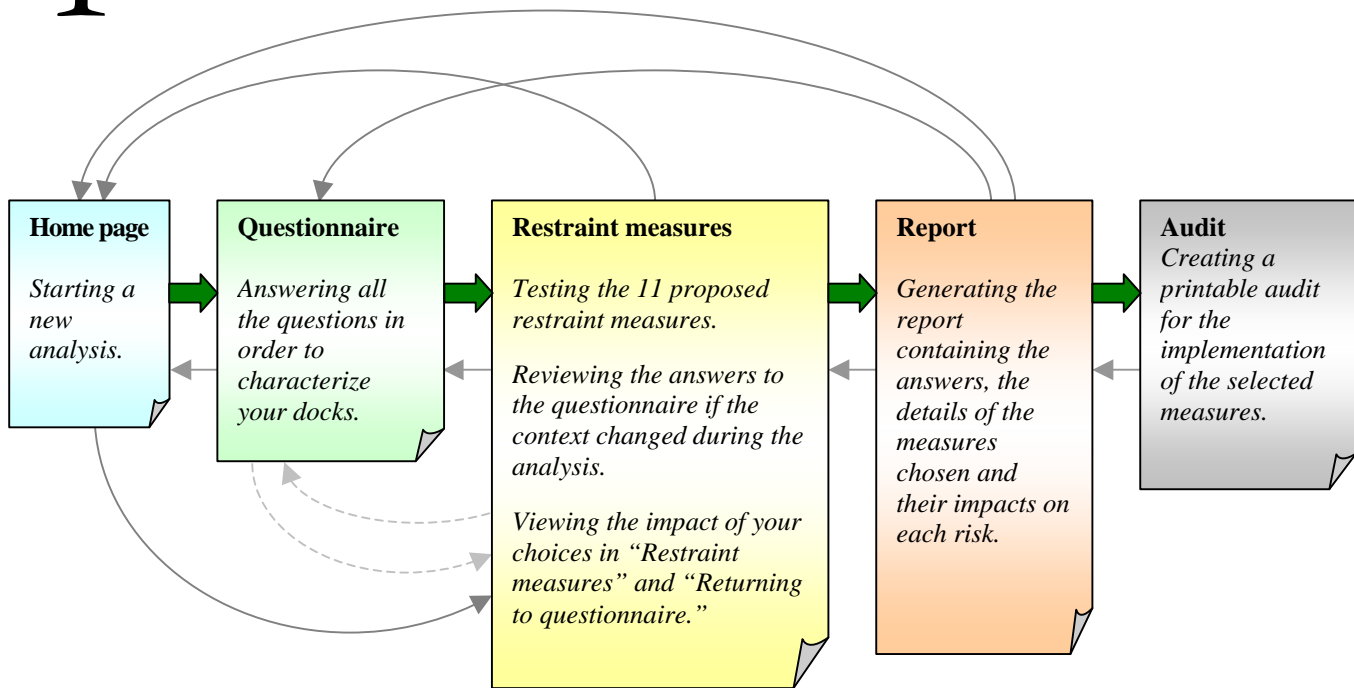 Home page
Starting a
new
analysis.
Questionnaire
Answering all
the questions in
order to
characterize
your docks.
Restraint measures
Testing the 11 proposed
restraint measures.
Reviewing the answers to
the questionnaire if the
context changed during the
analysis.
Viewing the impact of your
choices in “Restraint
measures” and “Returning
to questionnaire.”
Report
Generating the
report
containing the
answers, the
details of the
measures
chosen and
their impacts on
each risk.
Audit
Creating a
printable audit
for the
implementation
of the selected
measures.